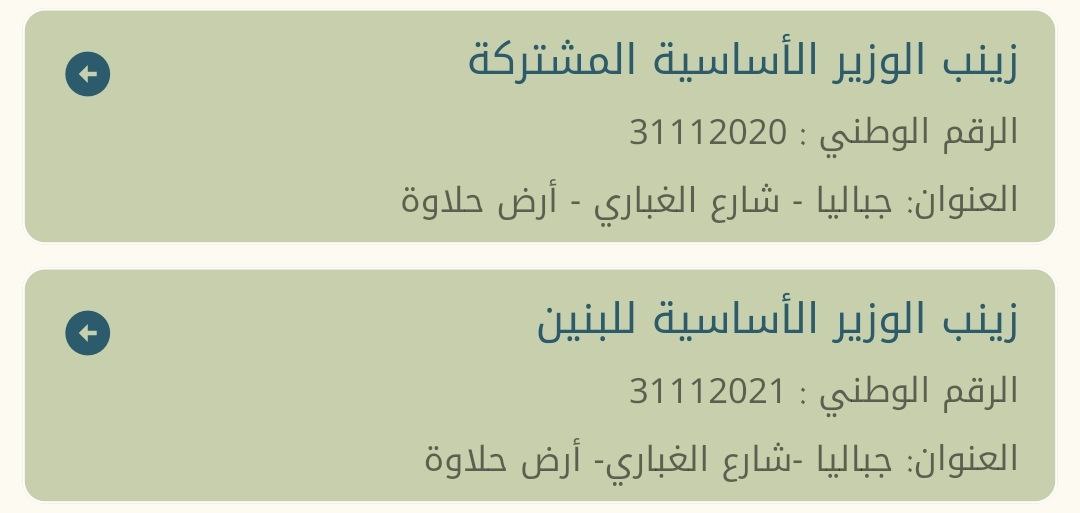 زينب الوزير الأساسية المشتركة
الرقم الوطني : 31112020
العنوان: جباليا - شارع الغباري - أرض حلاوة
زينب الوزير الأساسية للبنين
الرقم الوطني : 31112021
العنوان: جباليا -شارع الغباري- أرض حلاوة